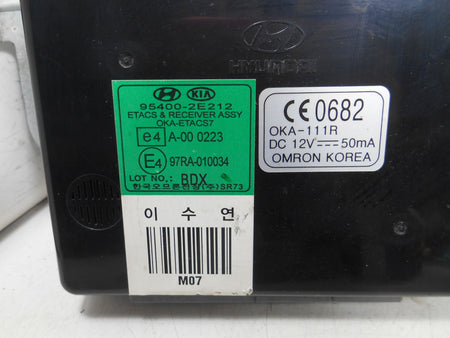 HYUNDAI
KIA
95400-2E212
ETACS & RECEIVER ASSY
OKA-ETACS7
e4 A-00 0223
E4 97RA-010034
LOT NO.: BDX
한국오므론전장(주) SR73
이 수 연
M07
CE 0682
OKA-111R
DC 12V 50mA
OMRON KOREA